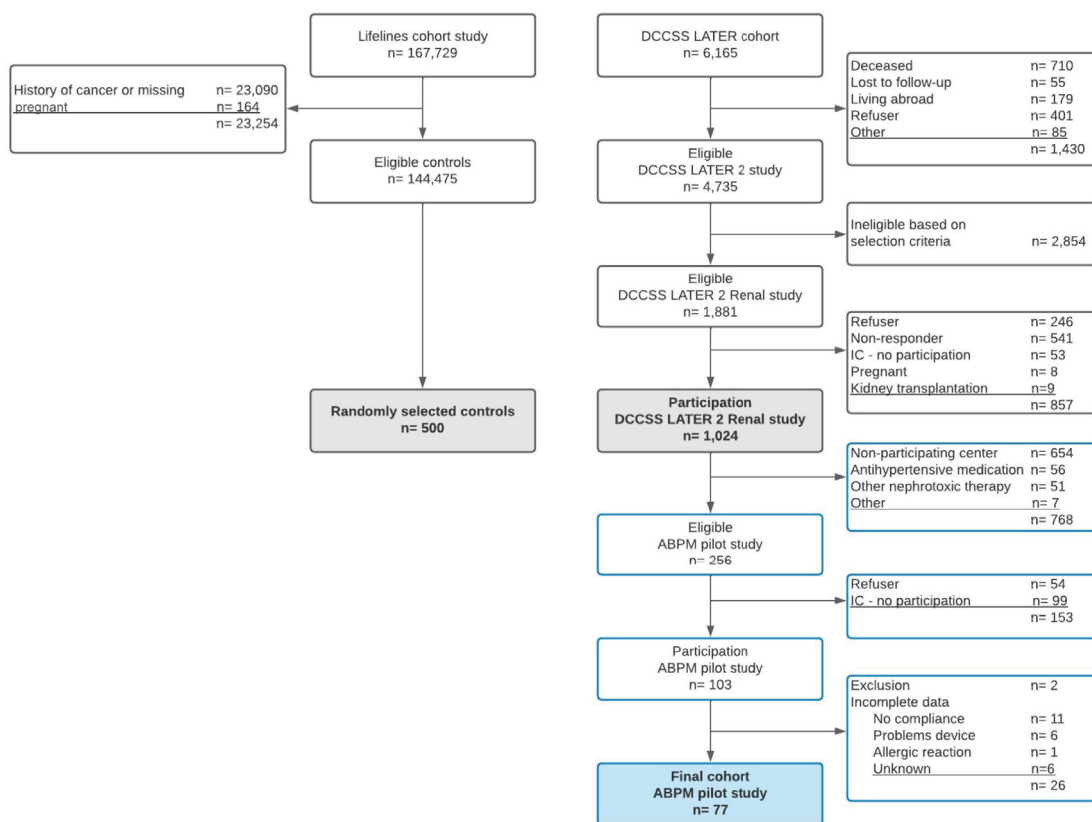 Lifelines cohort study
n= 167,729
History of cancer or missing n= 23,090
pregnant n= 164
n= 23,254
Eligible controls
n= 144,475
Randomly selected controls
n= 500
DCCSS LATER cohort
n= 6,165
Deceased n= 710
Lost to follow-up n= 55
Living abroad n= 179
Refuser n= 401
Other n= 85
n= 1,430
Eligible
DCCSS LATER 2 study
n= 4,735
Ineligible based on
selection criteria n= 2,854
Eligible
DCCSS LATER 2 Renal study
n= 1,881
Refuser n= 246
Non-responder n= 541
IC - no participation n= 53
Pregnant n= 8
Kidney transplantation n=9
n= 857
Participation
DCCSS LATER 2 Renal study
n= 1,024
Non-participating center n= 654
Antihypertensive medication n= 56
Other nephrotoxic therapy n= 51
Other n= 7
n= 768
Eligible
ABPM pilot study
n= 256
Refuser n= 54
IC - no participation n= 99
n= 153
Participation
ABPM pilot study
n= 103
Exclusion n= 2
Incomplete data
No compliance n= 11
Problems device n= 6
Allergic reaction n= 1
Unknown n=6
n= 26
Final cohort
ABPM pilot study
n= 77